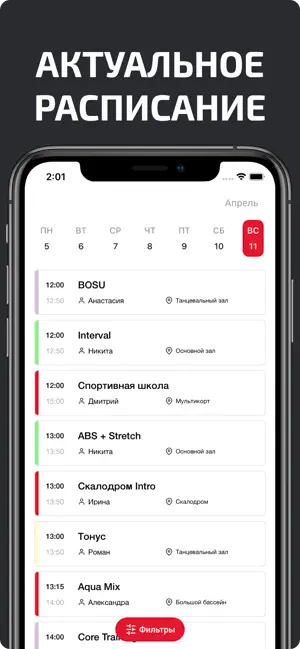 АКТУАЛЬНОЕ
РАСПИСАНИЕ
2:01
Апрель
ПН ВТ СР ЧТ ПТ СБ ВС
5 6 7 8 9 10 11
12:00 BOSU
12:50 Анастасия Танцевальный зал
12:00 Interval
12:50 Никита Основной зал
12:00 Спортивная школа
15:00 Дмитрий Мультикорт
13:00 ABS + Stretch
13:50 Никита Основной зал
13:00 Скалодром Intro
13:50 Ирина Скалодром
13:00 Тонус
13:50 Роман Танцевальный зал
13:15 Aqua Mix
14:00 Александра Большой бассейн
14:00 Core
Фильтры